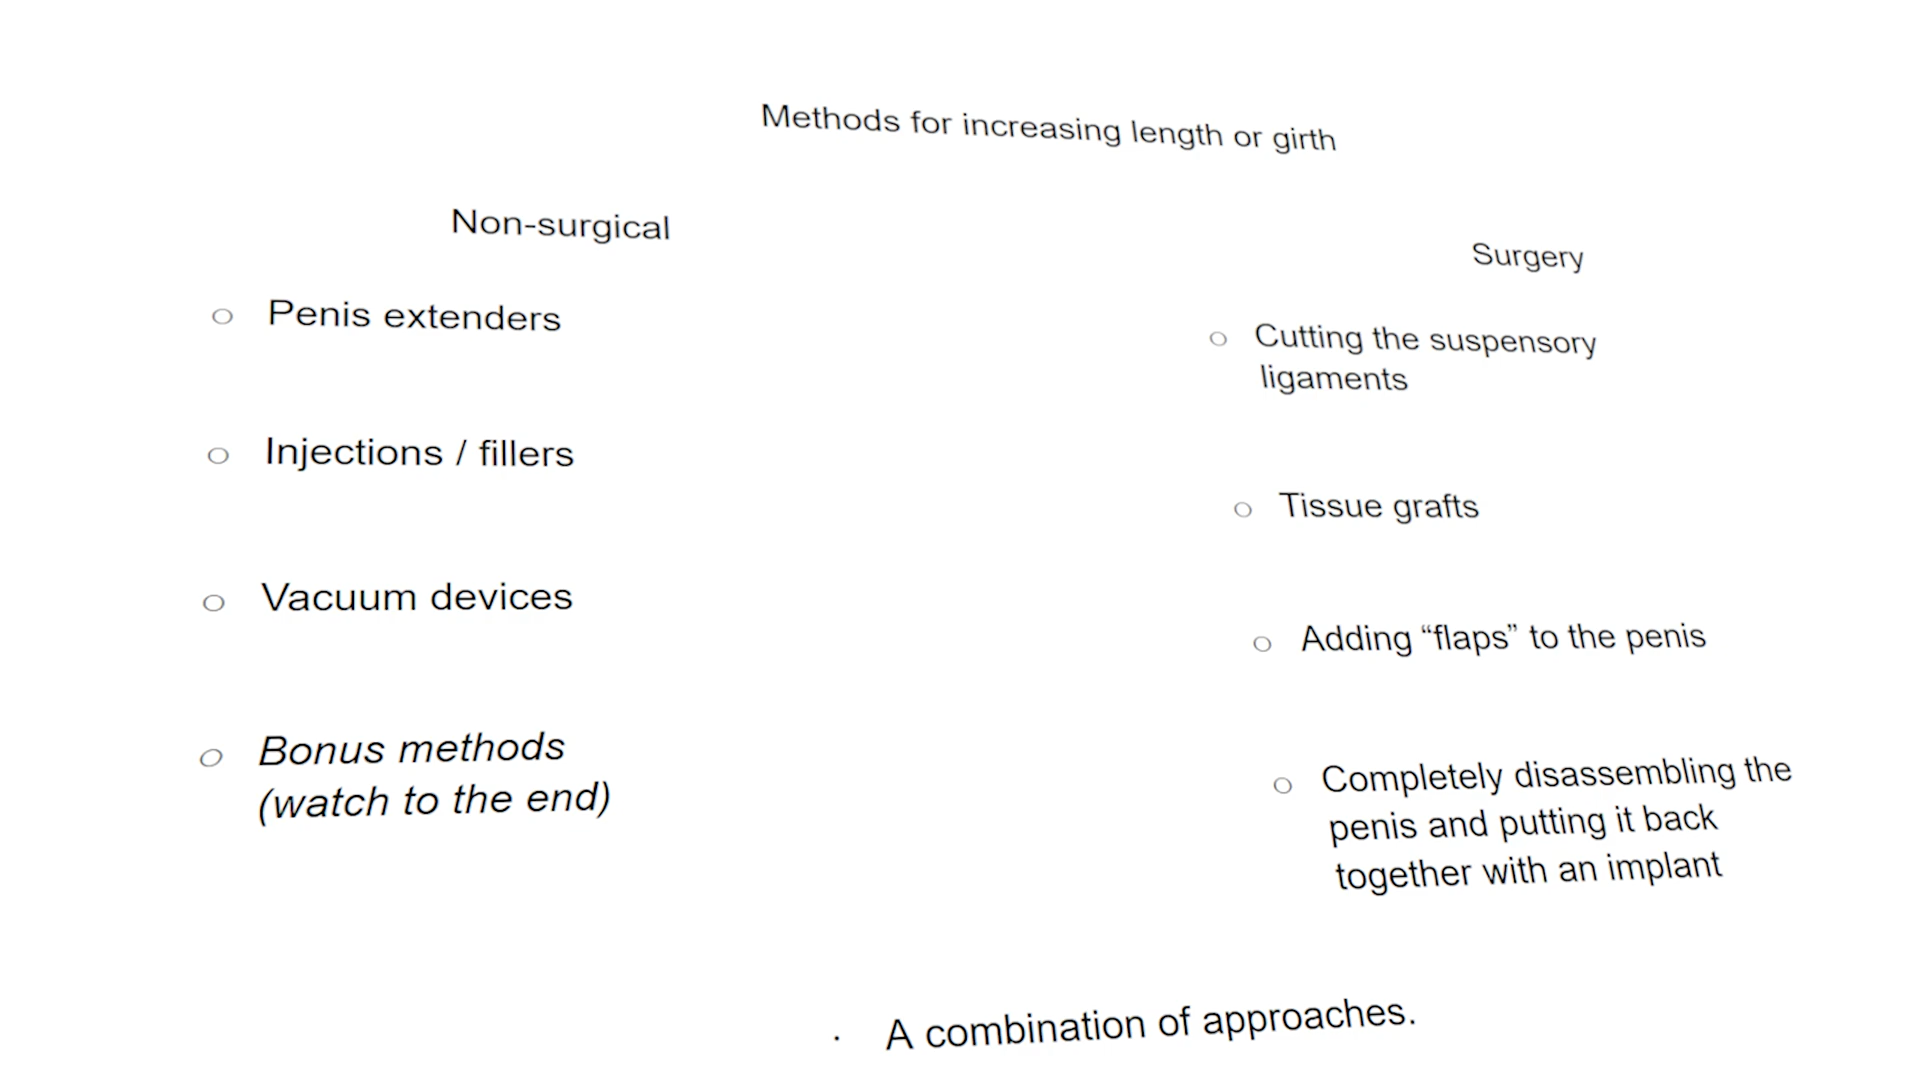 Methods for increasing length or girth
Non-surgical
Penis extenders
Injections / fillers
Vacuum devices
Bonus methods
(watch to the end)
Surgery
Cutting the suspensory
ligaments
Tissue grafts
Adding “flaps” to the penis
Completely disassembling the
penis and putting it back
together with an implant
· A combination of approaches.